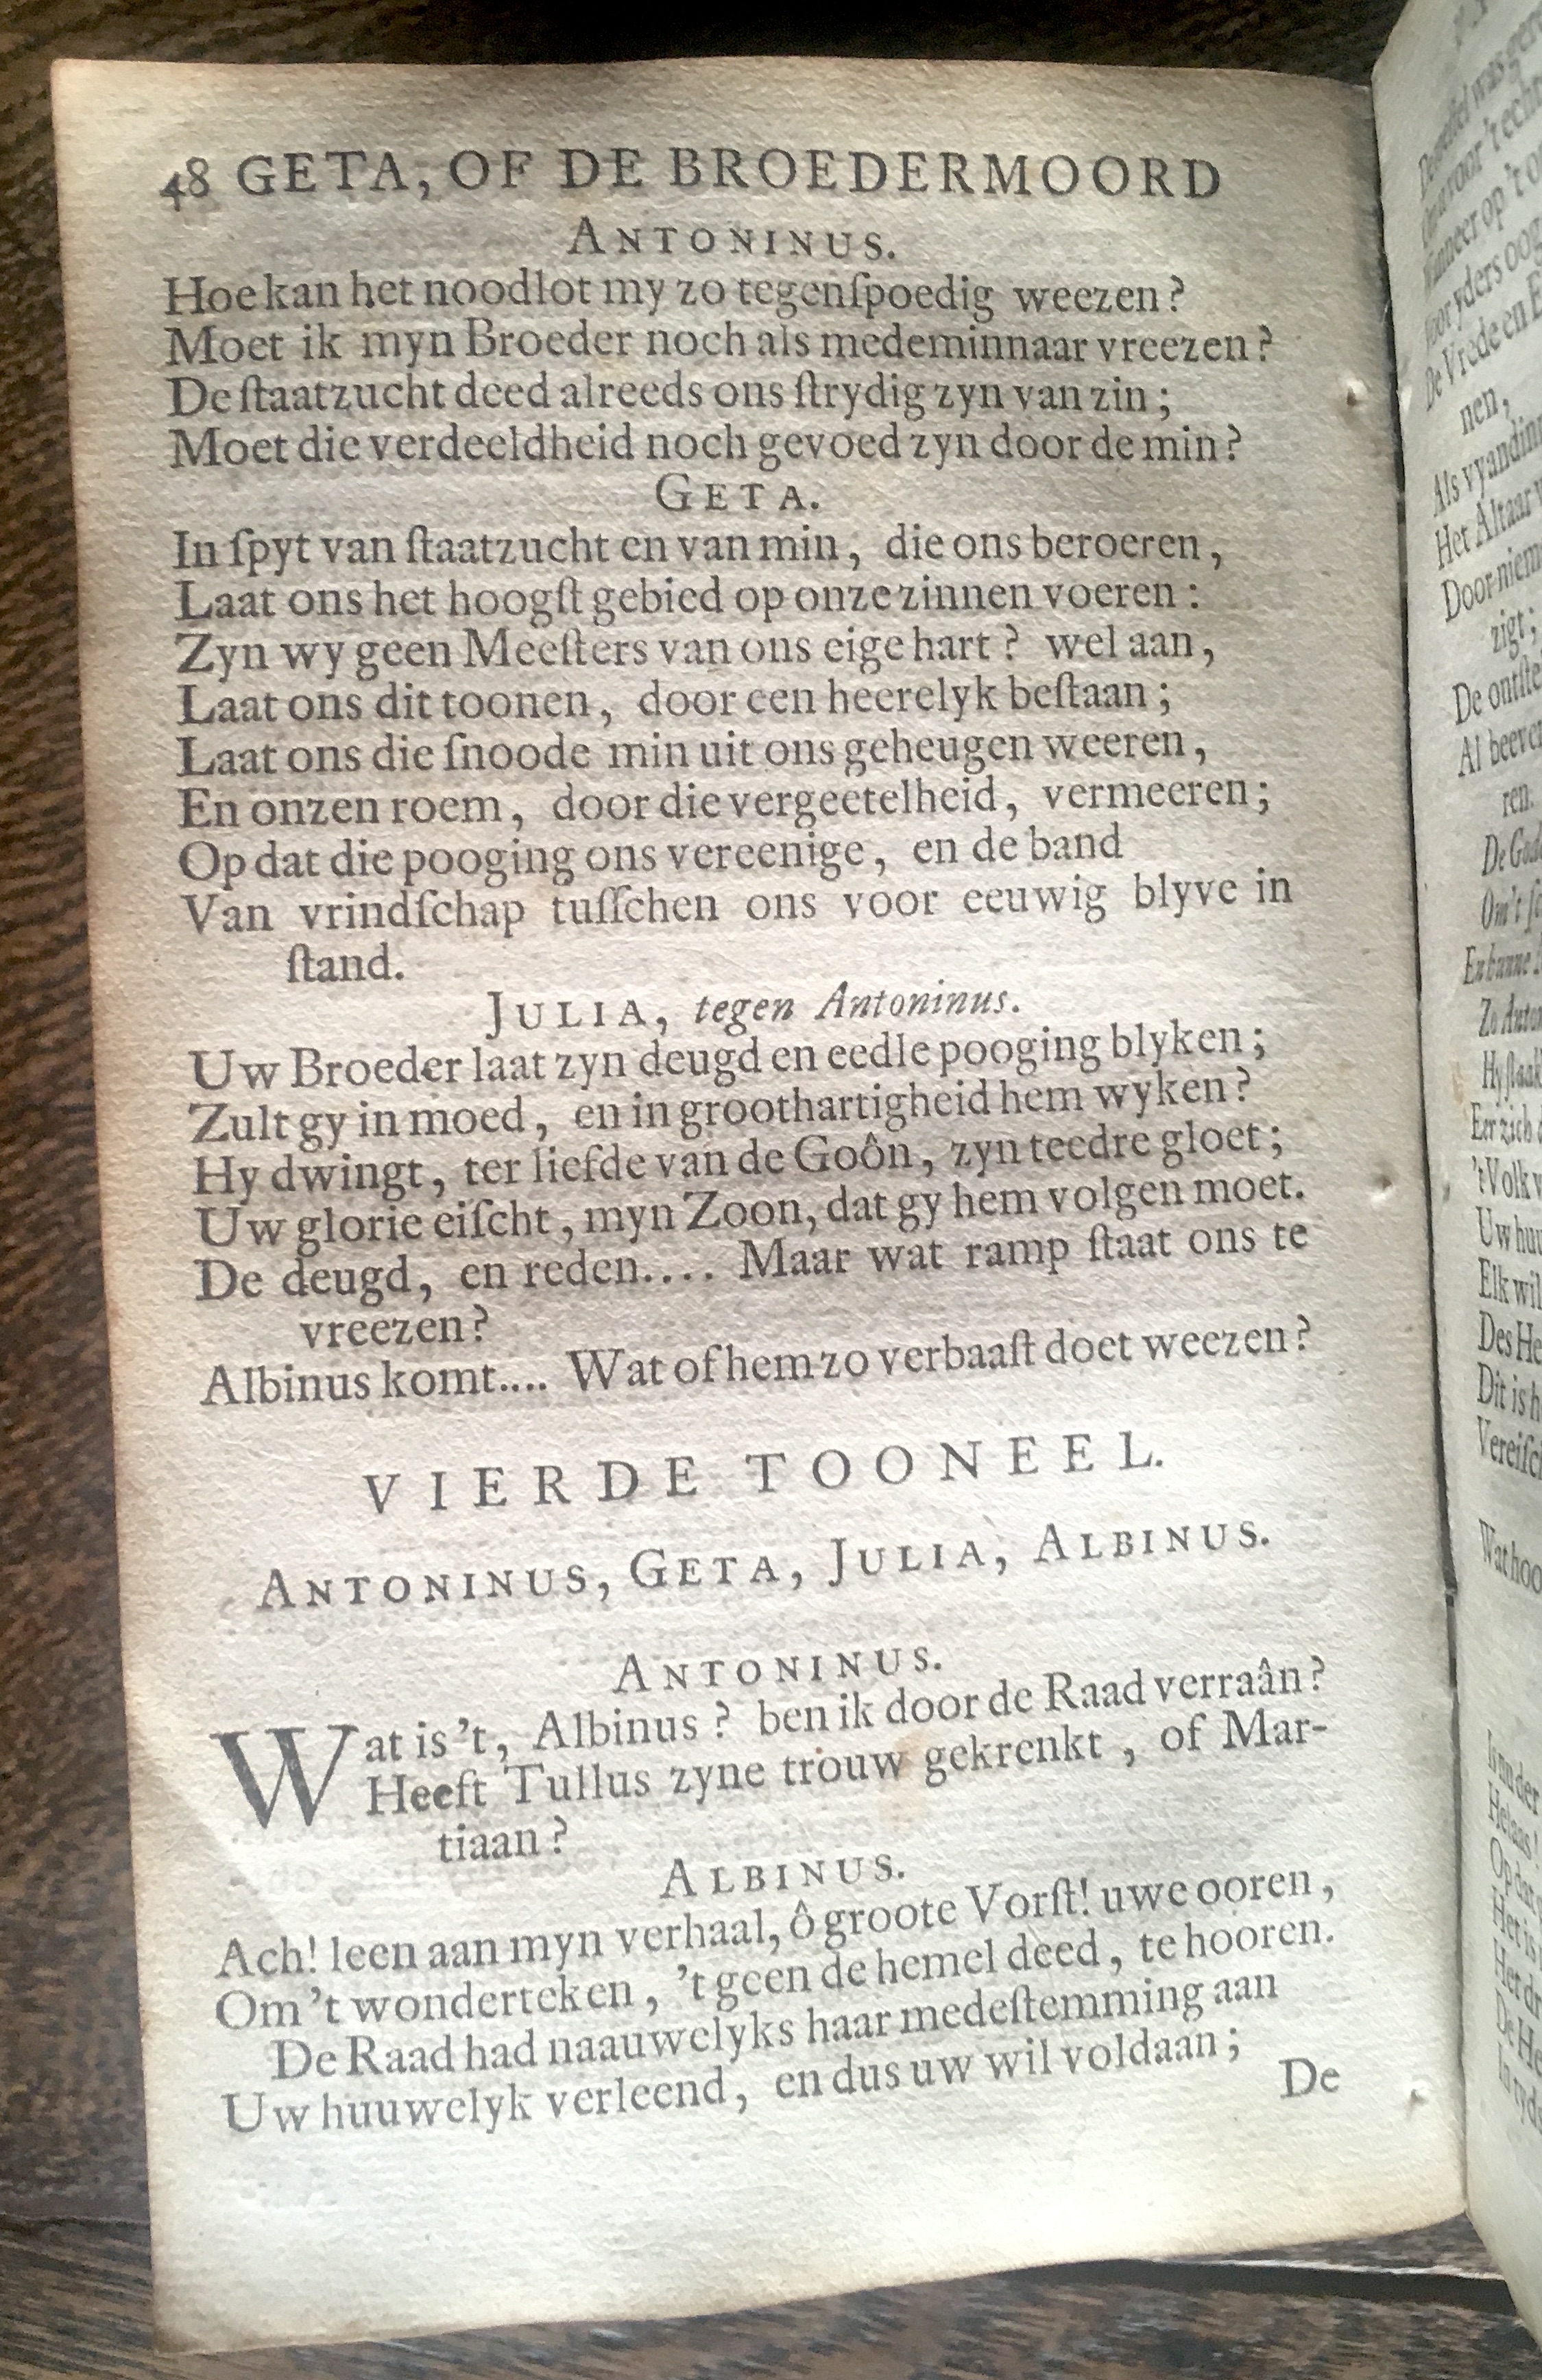 48 GETA, OF DE BROEDERMOORD
ANTONINUS.
Hoe kan het noodlot my zo tegenſpoedig weezen?
Moet ik myn Broeder noch als medeminnaar vreezen?
De ſtaatzucht deed alreeds ons ſtrydig zyn van zin;
Moet die verdeeldheid noch gevoed zyn door de min?
GETA.
In ſpyt van ſtaatzucht en van min, die ons beroeren,
Laat ons het hoogſt gebied op onze zinnen voeren:
Zyn wy geen Meeſters van ons eige hart? wel aan,
Laat ons dit toonen, door een heerelyk beſtaan;
Laat ons die ſnoode min uit ons geheugen weeren,
En onzen roem, door die vergeetelheid, vermeeren;
Op dat die pooging ons vereenige, en de band
Van vrindſchap tuſſchen ons voor eeuwig blyve in
ſtand.
JULIA, tegen Antoninus.
Uw Broeder laat zyn deugd en eedle pooging blyken;
Zult gy in moed, en in groothartigheid hem wyken?
Hy dwingt, ter liefde van de Goôn, zyn teedre gloet;
Uw glorie eiſcht, myn Zoon, dat gy hem volgen moet.
De deugd, en reden.... Maar wat ramp ſtaat ons te
vreezen?
Albinus komt.... Wat of hem zo verbaaſt doet weezen?
VIERDE TOONEEL.
ANTONINUS, GETA, JULIA, ALBINUS.
ANTONINUS.
Wat is 't, Albinus? ben ik door de Raad verraân?
Heeft Tullus zyne trouw gekrenkt, of Mar-
tiaan?
ALBINUS.
Ach! leen aan myn verhaal, ô groote Vorſt! uwe ooren,
Om 't wonderteken, 't geen de hemel deed, te hooren.
De Raad had naauwelyks haar medeſtemming aan
Uw huuwelyk verleend, en dus uw wil voldaan;
De
nen,
Als
Het Altaar
zigt;
ren.
't Volk
Elk wil
Dit is